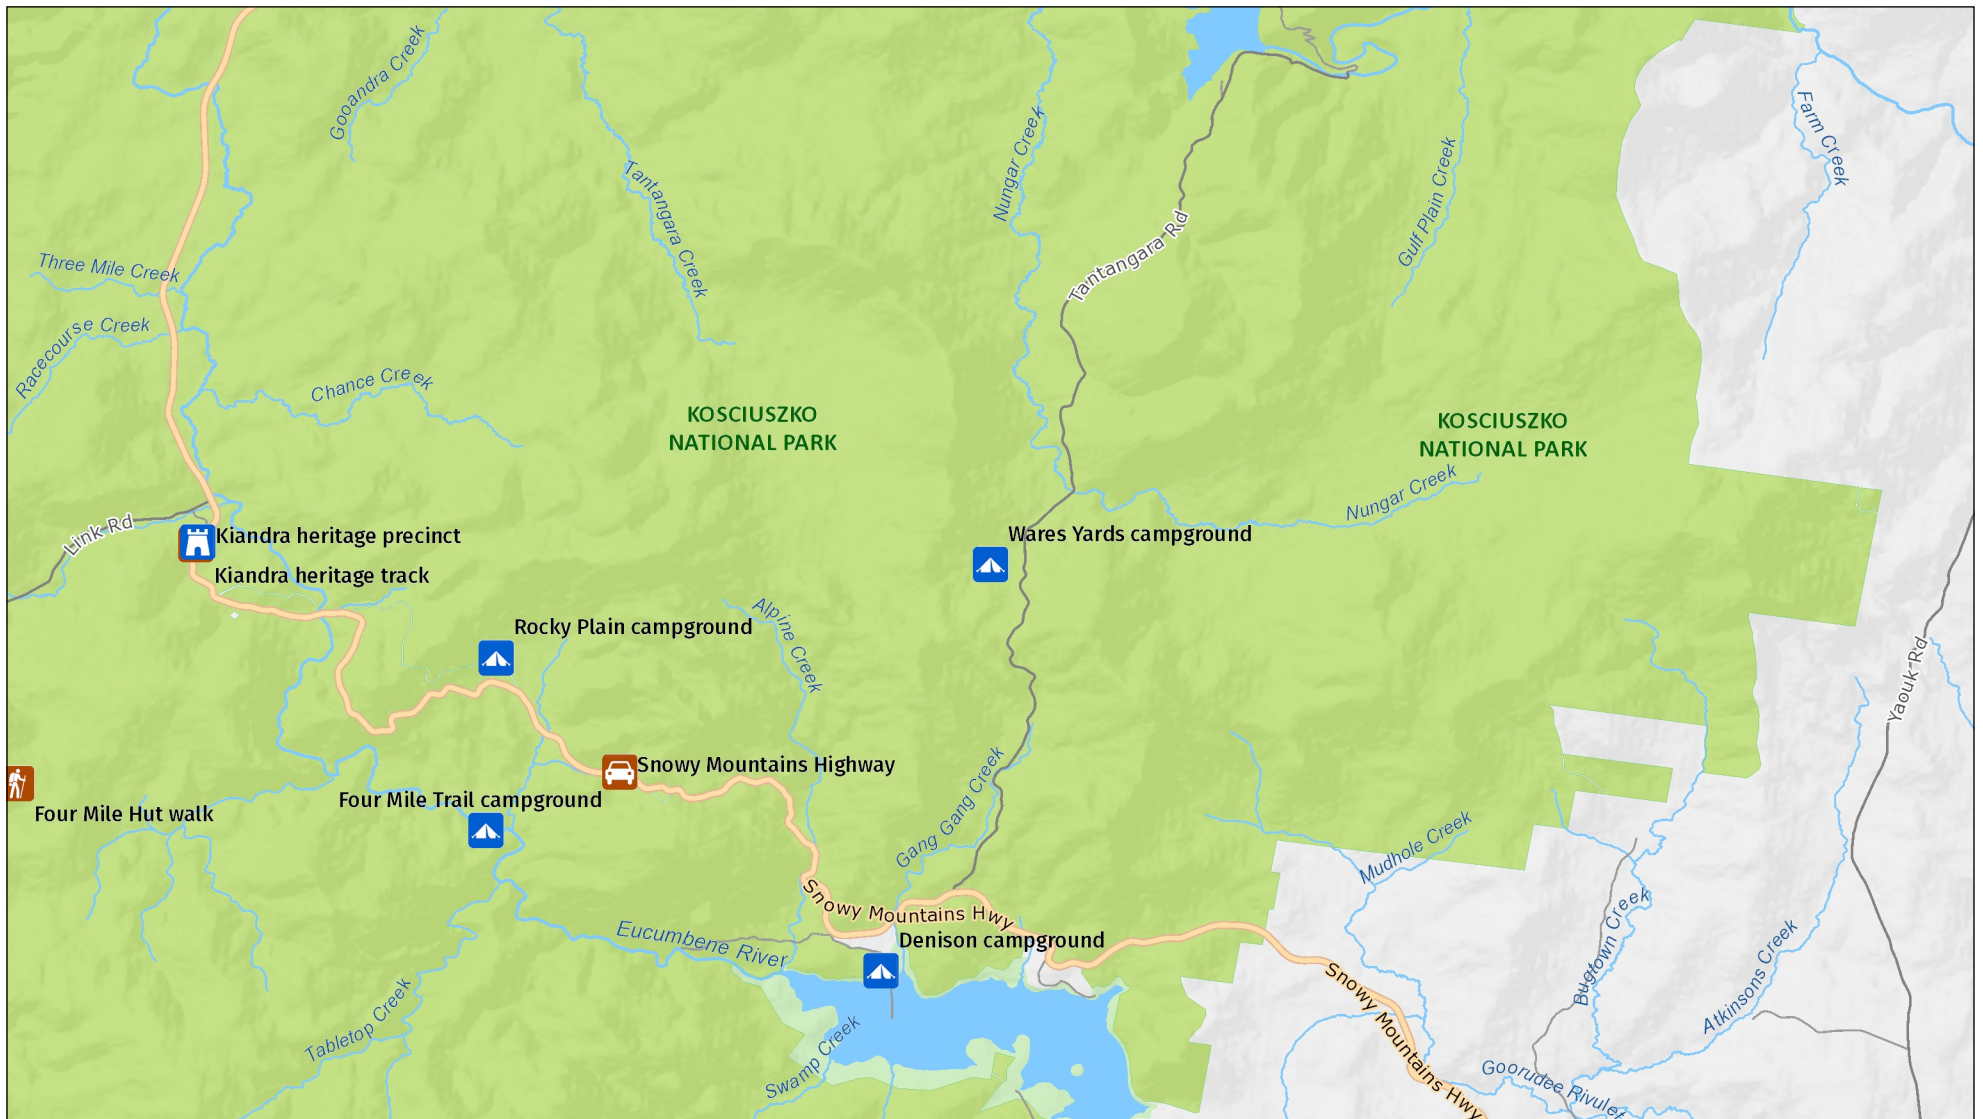 Gooandra Creek
Nungar Creek
Farm Creek
Tantangara Creek
Gulf Plain Creek
Tantangara Rd
Three Mile Creek
Racecourse Creek
Chance Creek
KOSCIUSZKO
NATIONAL PARK
KOSCIUSZKO
NATIONAL PARK
Nungar Creek
Link Rd
Kiandra heritage precinct
Wares Yards campground
Kiandra heritage track
Rocky Plain campground
Alpine Creek
Yaouk Rd
Snowy Mountains Highway
Four Mile Trail campground
Four Mile Hut walk
Gang Gang Creek
Mudhole Creek
Snowy Mountains Hwy
Eucumbene River
Denison campground
Bugtown Creek
Atkinsons Creek
Snowy Mountains Hwy
Tabletop Creek
Swamp Creek
Goorudee Rivulet